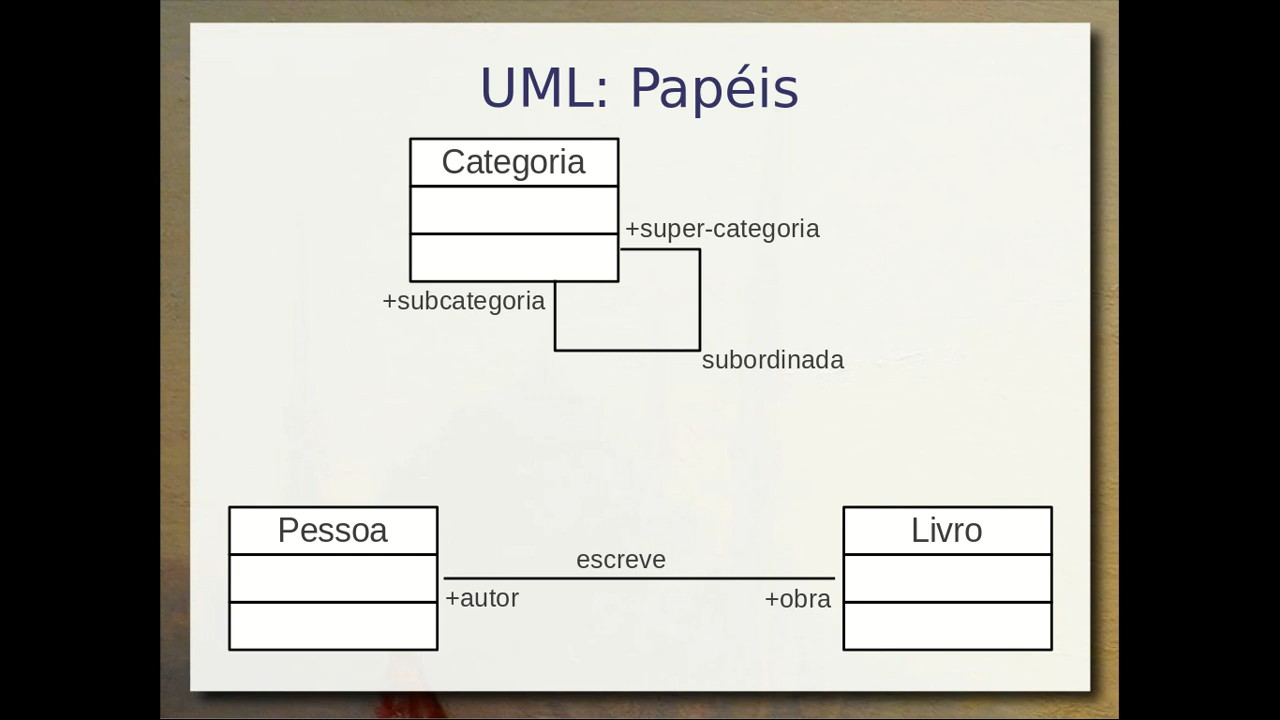 UML: Papéis
Categoria
+super-categoria
+subcategoria
subordinada
Pessoa
Livro
escreve
+autor
+obra